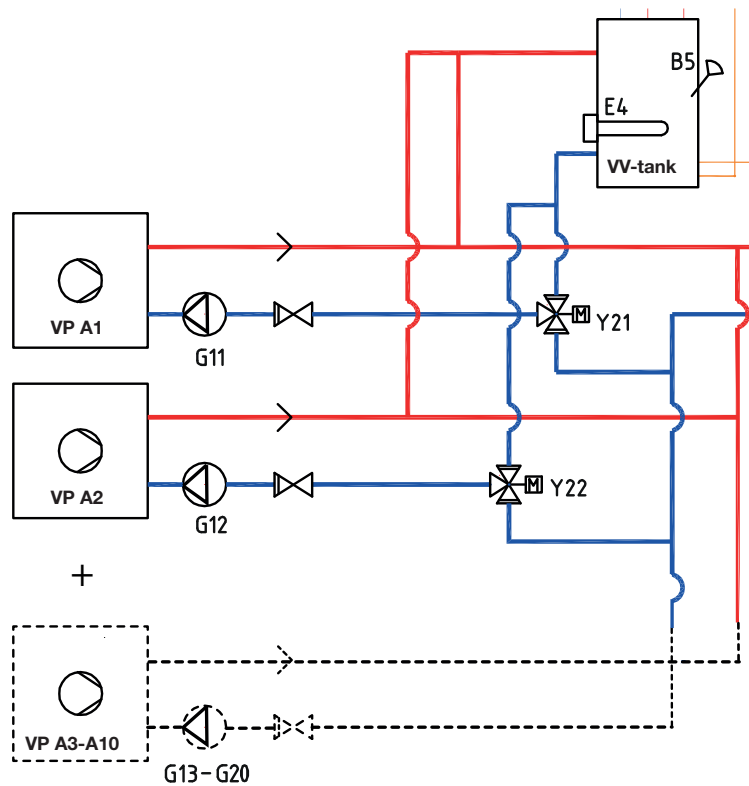 B5
E4
VV-tank
VP A1
G11
M Y21
VP A2
G12
M Y22
+
VP A3-A10
G13-G20